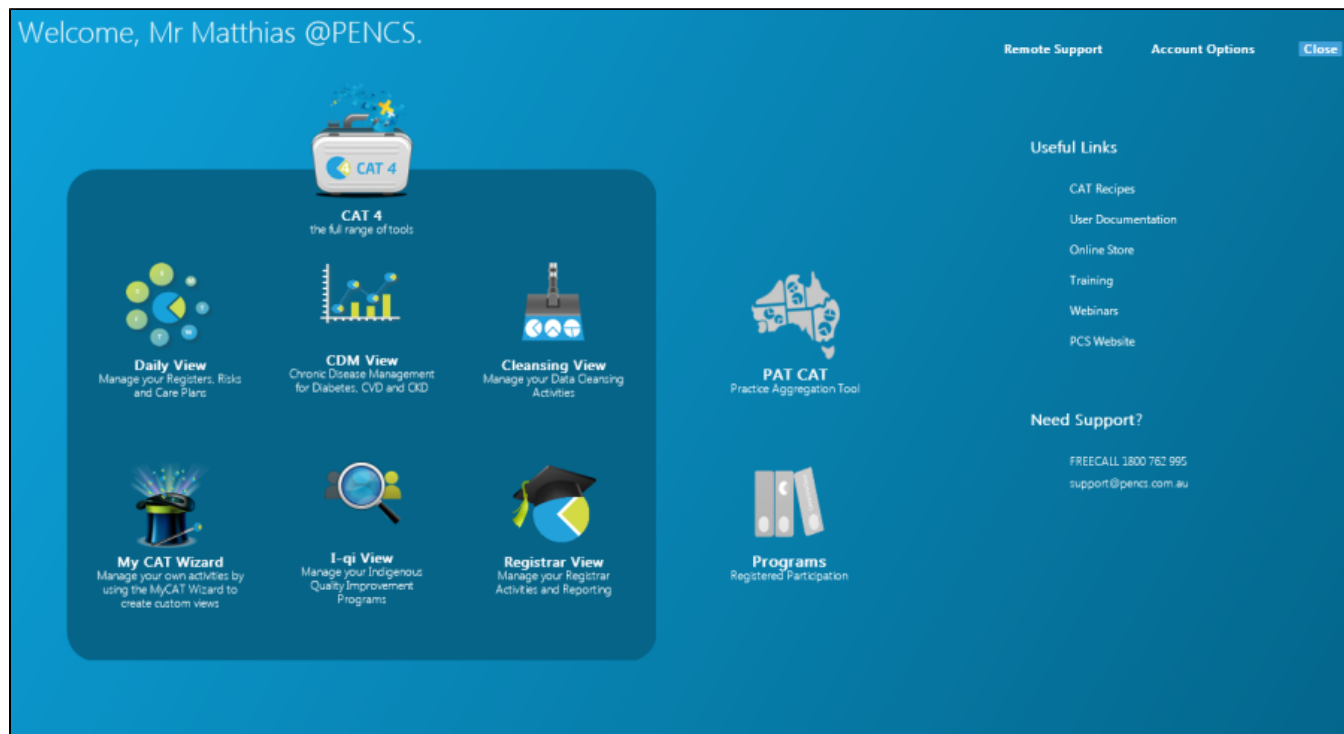 Welcome, Mr Matthias @PENCS.
Remote Support
Account Options
Close
4 CAT 4
CAT 4
the full range of tools
Daily View
Manage your Registers, Risks
and Care Plans
CDM View
Chronic Disease Management
for Diabetes, CVD and CKD
Cleansing View
Manage your Data Cleansing
Activities
My CAT Wizard
Manage your own activities by
using the MyCAT Wizard to
create custom views
I-qi View
Manage your Indigenous
Quality Improvement
Programs
Registrar View
Manage your Registrar
Activities and Reporting
PAT CAT
Practice Aggregation Tool
Programs
Registered Participation
Useful Links
CAT Recipes
User Documentation
Online Store
Training
Webinars
PCS Website
Need Support?
FREECALL 1800 762 995
support@pencs.com.au